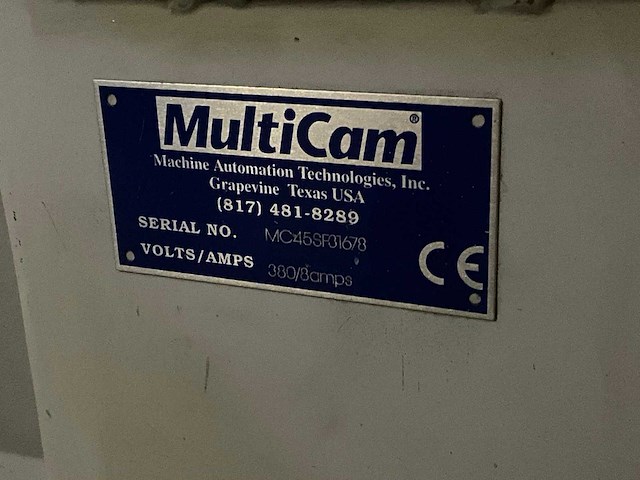 MultiCam®
Machine Automation Technologies, Inc.
Grapevine Texas USA
(817) 481-8289
SERIAL NO. MC45SF31678
VOLTS/AMPS 380/8amps
CE